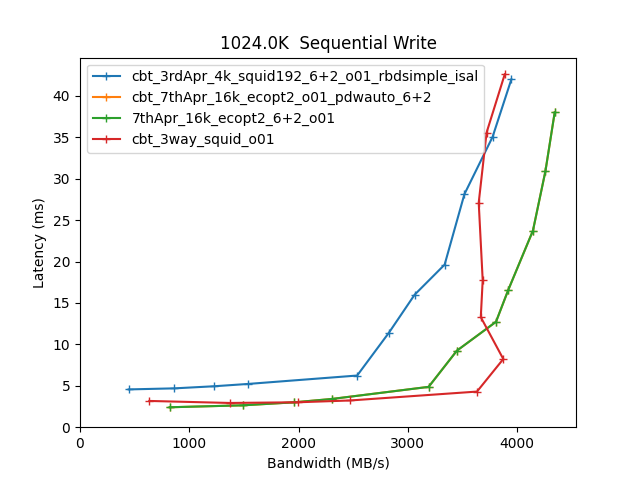 1024.0K  Sequential Write
cbt_3rdApr_4k_squid192_6+2_o01_rbdsimple_isal
cbt_7thApr_16k_ecopt2_o01_pdwauto_6+2
7thApr_16k_ecopt2_6+2_o01
cbt_3way_squid_o01
40
35
30
25
20
15
10
5
0
Latency (ms)
0 1000 2000 3000 4000
Bandwidth (MB/s)